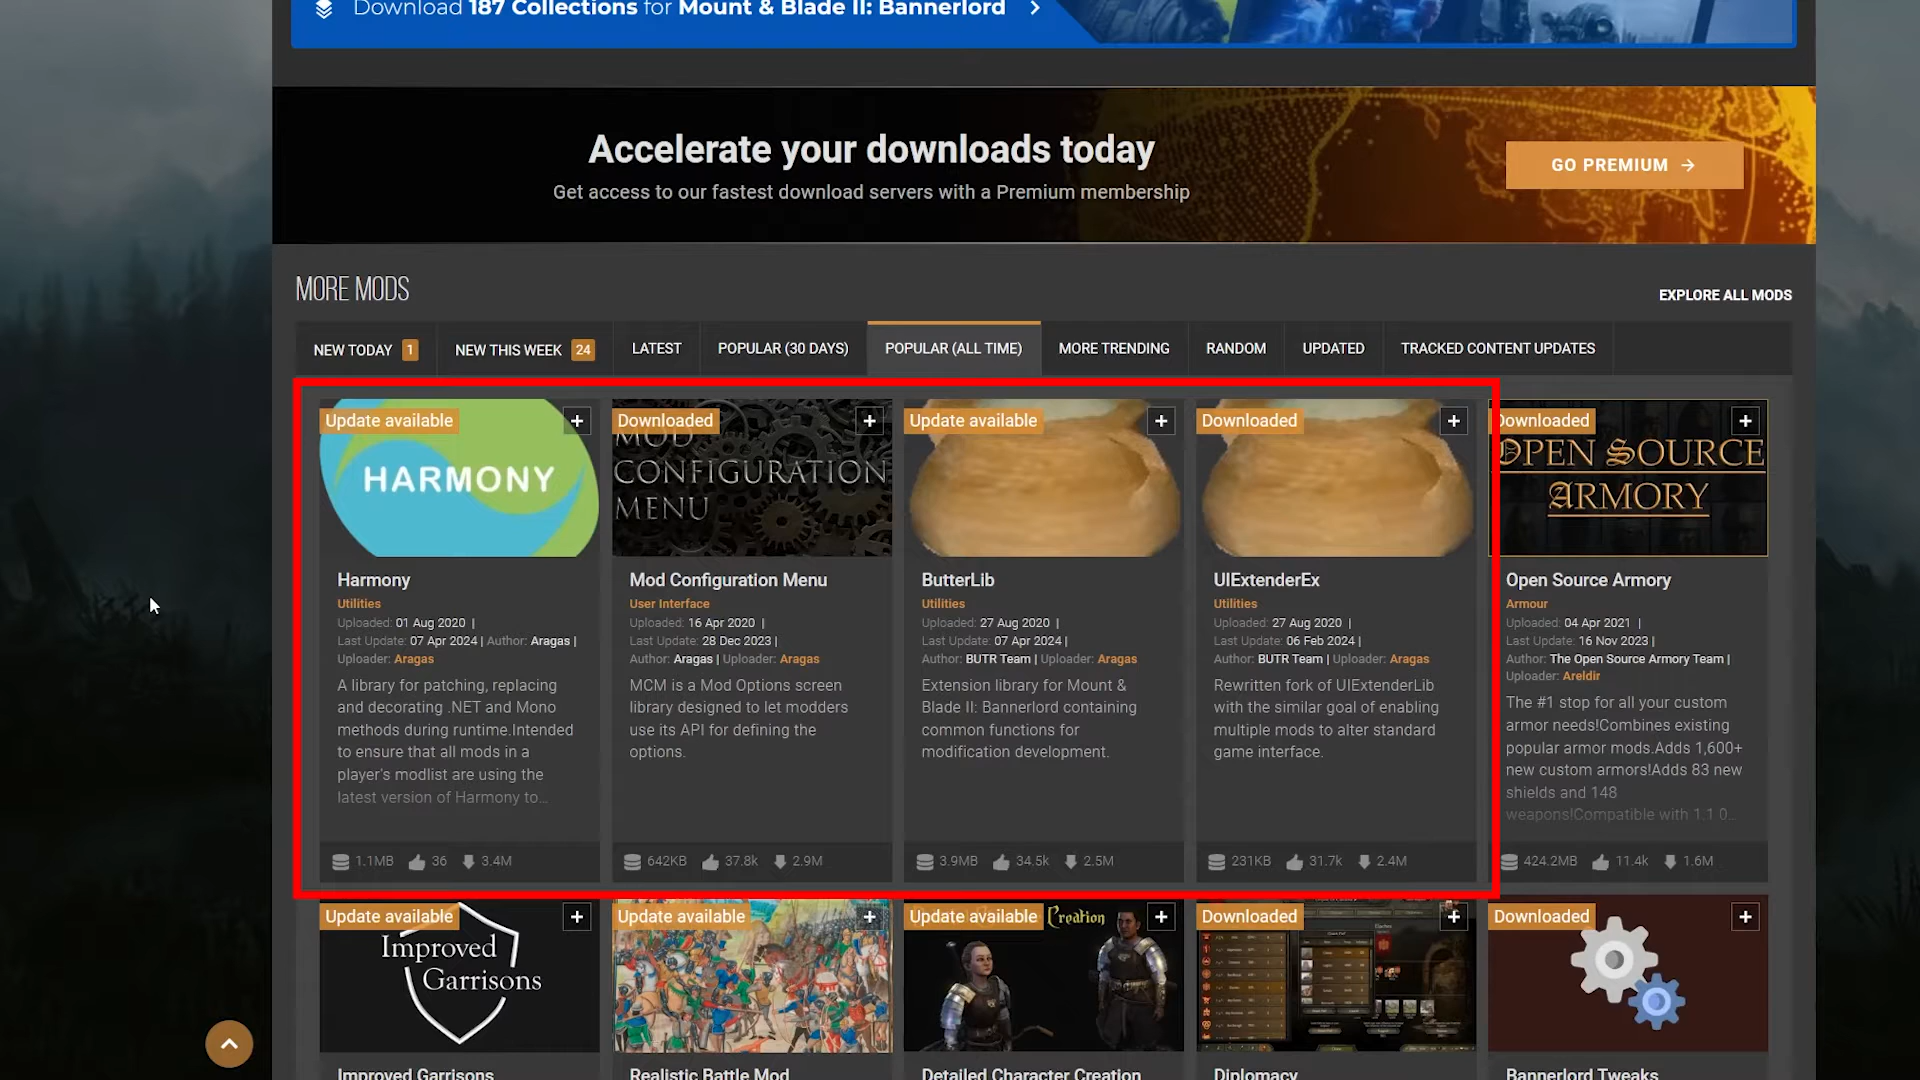 Download 187 Collections for Mount & Blade II: Bannerlord
Accelerate your downloads today
Get access to our fastest download servers with a Premium membership
GO PREMIUM
MORE MODS
EXPLORE ALL MODS
NEW TODAY 1
NEW THIS WEEK 24
LATEST
POPULAR (30 DAYS)
POPULAR (ALL TIME)
MORE TRENDING
RANDOM
UPDATED
TRACKED CONTENT UPDATES
Update available
HARMONY
Harmony
Utilities
Uploaded: 01 Aug 2020 |
Last Update: 07 Apr 2024 | Author: Aragas |
Uploader: Aragas
A library for patching, replacing
and decorating .NET and Mono
methods during runtime.Intended
to ensure that all mods in a
player's modlist are using the
latest version of Harmony to...
1.1MB 36 3.4M
Downloaded
MOD
CONFIGURATION
MENU
Mod Configuration Menu
User Interface
Uploaded: 16 Apr 2020 |
Last Update: 28 Dec 2023 |
Author: Aragas | Uploader: Aragas
MCM is a Mod Options screen
library designed to let modders
use its API for defining the
options.
642KB 37.8k 2.9M
Update available
ButterLib
Utilities
Uploaded: 27 Aug 2020 |
Last Update: 07 Apr 2024 |
Author: BUTR Team | Uploader: Aragas
Extension library for Mount &
Blade II: Bannerlord containing
common functions for
modification development.
3.9MB 34.5k 2.5M
Downloaded
UIExtenderEx
Utilities
Uploaded: 27 Aug 2020 |
Last Update: 06 Feb 2024 |
Author: BUTR Team | Uploader: Aragas
Rewritten fork of UIExtenderLib
with the similar goal of enabling
multiple mods to alter standard
game interface.
231KB 31.7k 2.4M
Downloaded
OPEN SOURCE
ARMORY
Open Source Armory
Armour
Uploaded: 04 Apr 2021 |
Last Update: 16 Nov 2023 |
Author: The Open Source Armory Team |
Uploader: Areldir
The #1 stop for all your custom
armor needs!Combines existing
popular armor mods.Adds 1,600+
new custom armors!Adds 83 new
shields and 148
weapons!Compatible with 1.1.0...
424.2MB 11.4k 1.6M
Update available
Improved
Garrisons
Improved Garrisons
Update available
Realistic Battle Mod
Update available
Creation
Detailed Character Creation
Downloaded
Diplomacy
Downloaded
Bannerlord Tweaks